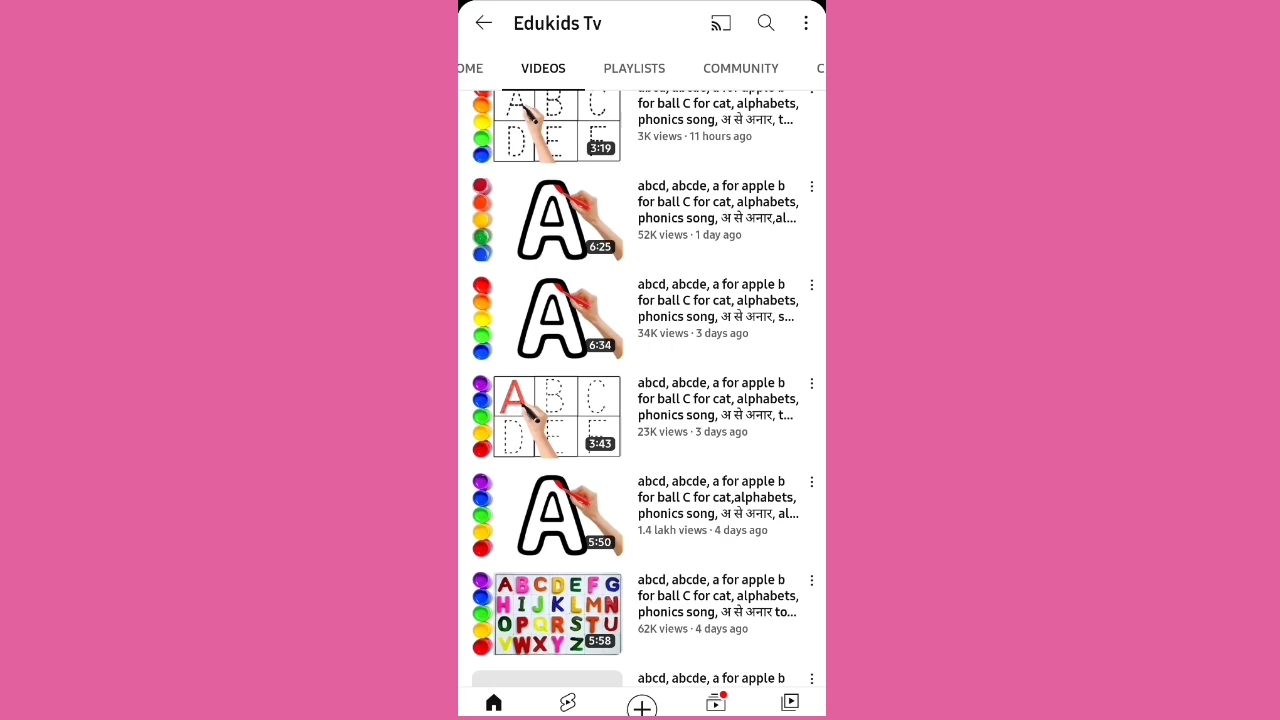 Edukids Tv
OME VIDEOS PLAYLISTS COMMUNITY C
abcd, abcde, a for apple b
for ball C for cat, alphabets,
phonics song, अ से अनार, t...
3K views · 11 hours ago
A B C
D E F
3:19
abcd, abcde, a for apple b
for ball C for cat, alphabets,
phonics song, अ से अनार,al...
52K views · 1 day ago
A
6:25
abcd, abcde, a for apple b
for ball C for cat, alphabets,
phonics song, अ से अनार, s...
34K views · 3 days ago
A
6:34
abcd, abcde, a for apple b
for ball C for cat, alphabets,
phonics song, अ से अनार, t...
23K views · 3 days ago
A B C
D E F
3:43
abcd, abcde, a for apple b
for ball C for cat,alphabets,
phonics song, अ से अनार, al...
1.4 lakh views · 4 days ago
A
5:50
abcd, abcde, a for apple b
for ball C for cat, alphabets,
phonics song, अ से अनार to...
62K views · 4 days ago
A B C D E F G
H I J K L M N
O P Q R S T U
V W X Y Z
5:58
abcd, abcde, a for apple b